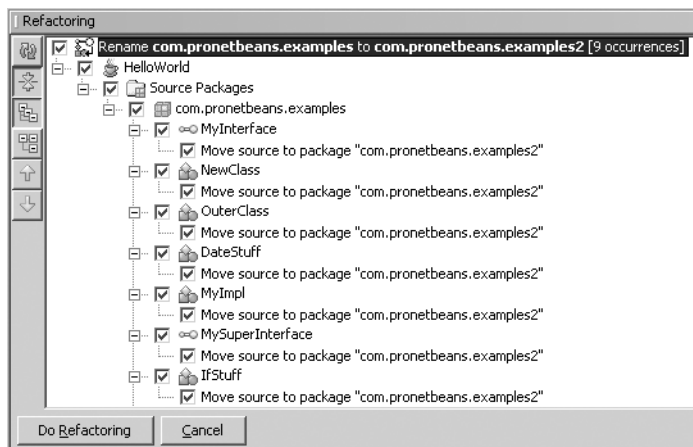 Refactoring
Rename com.pronetbeans.examples to com.pronetbeans.examples2 [9 occurrences]
HelloWorld
Source Packages
com.pronetbeans.examples
MyInterface
Move source to package "com.pronetbeans.examples2"
NewClass
Move source to package "com.pronetbeans.examples2"
OuterClass
Move source to package "com.pronetbeans.examples2"
DateStuff
Move source to package "com.pronetbeans.examples2"
MyImpl
Move source to package "com.pronetbeans.examples2"
MySuperInterface
Move source to package "com.pronetbeans.examples2"
IfStuff
Move source to package "com.pronetbeans.examples2"
Do Refactoring Cancel